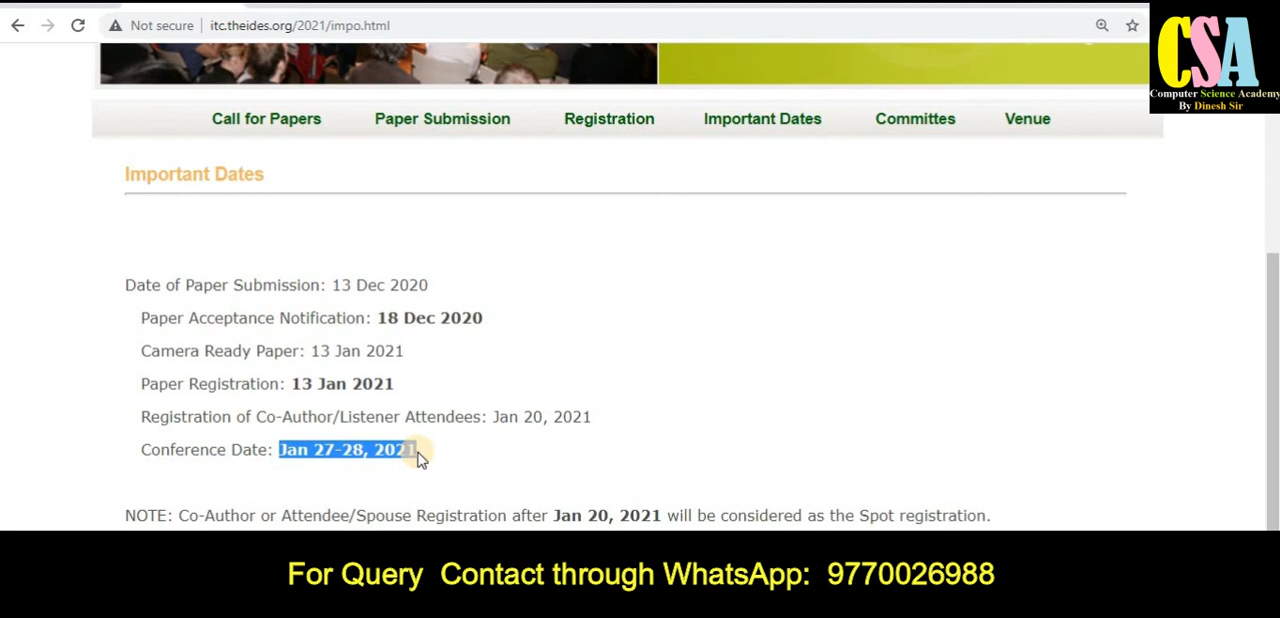 Not secure | itc.theides.org/2021/impo.html
CSA
Computer Science Academy
By Dinesh Sir
Call for Papers Paper Submission Registration Important Dates Committes Venue
Important Dates
Date of Paper Submission: 13 Dec 2020
Paper Acceptance Notification: 18 Dec 2020
Camera Ready Paper: 13 Jan 2021
Paper Registration: 13 Jan 2021
Registration of Co-Author/Listener Attendees: Jan 20, 2021
Conference Date: Jan 27-28, 2021
NOTE: Co-Author or Attendee/Spouse Registration after Jan 20, 2021 will be considered as the Spot registration.
For Query Contact through WhatsApp: 9770026988